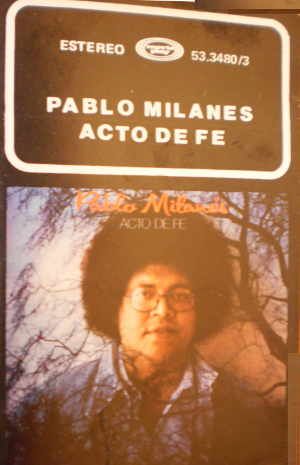 ESTEREO 53.3480/3
PABLO MILANES
ACTO DE FE
Pablo Milanés
ACTO DE FE